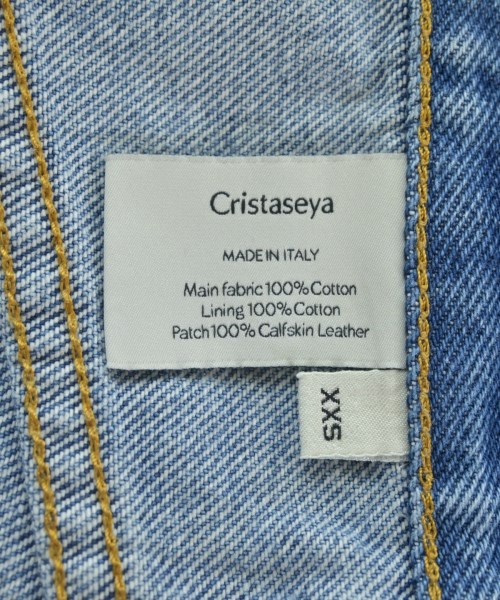 Cristaseya
MADE IN ITALY
Main fabric 100% Cotton
Lining 100% Cotton
Patch 100% Calfskin Leather
XXS